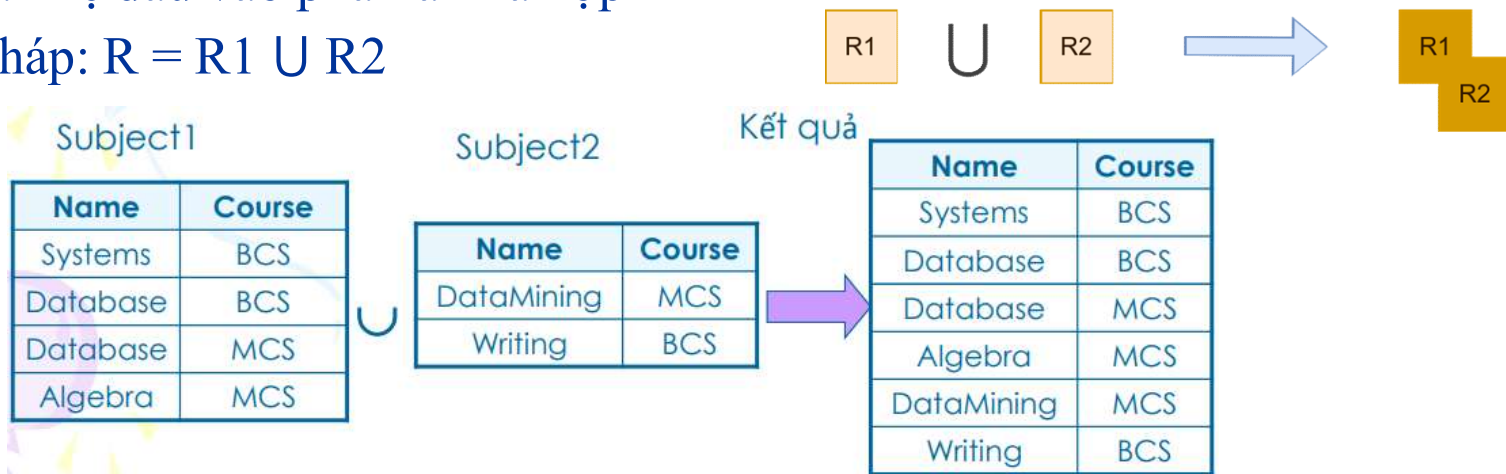 R1 ⋃ R2 R1
R2
háp: R = R1 ⋃ R2
Subject1
Name Course
Systems BCS
Database BCS
Database MCS
Algebra MCS
∪
Subject2
Name Course
DataMining MCS
Writing BCS
Kết quả
Name Course
Systems BCS
Database BCS
Database MCS
Algebra MCS
DataMining MCS
Writing BCS